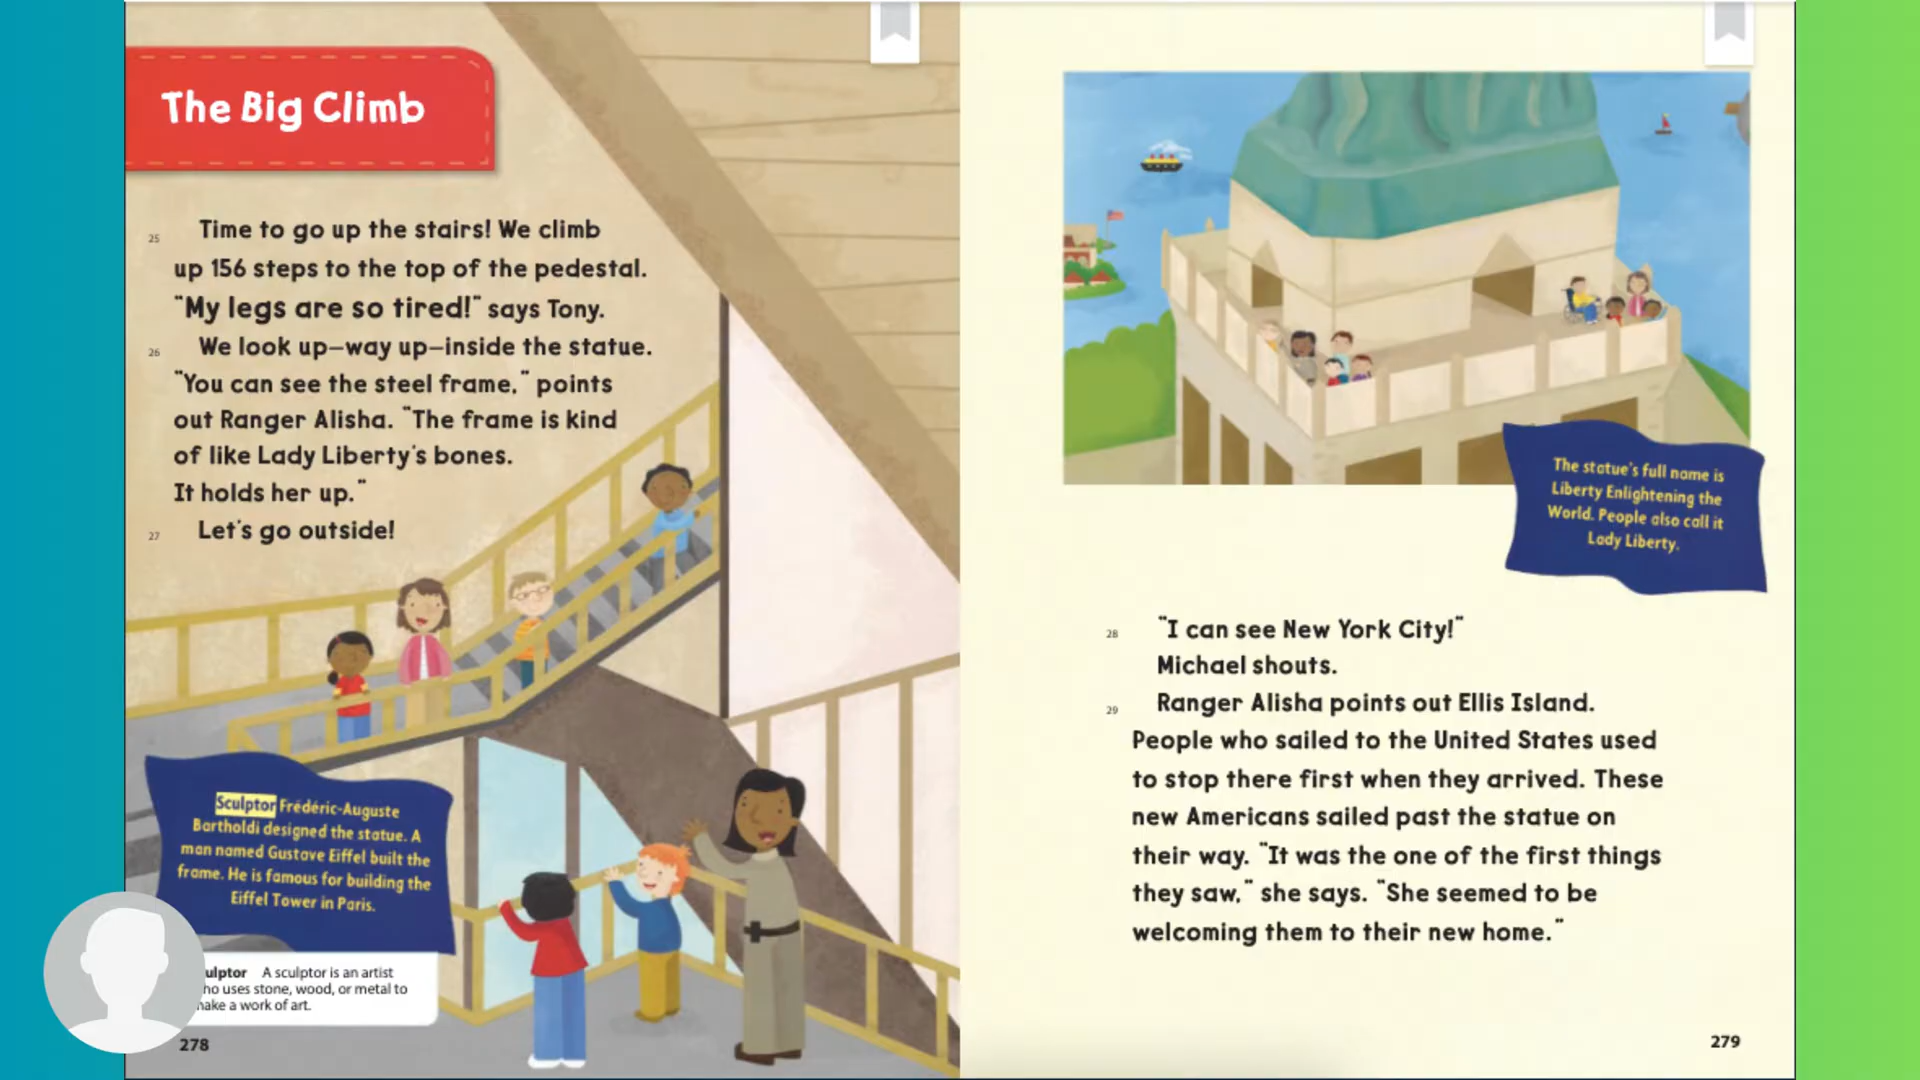 The Big Climb
25 Time to go up the stairs! We climb
up 156 steps to the top of the pedestal.
"My legs are so tired!" says Tony.
26 We look up—way up—inside the statue.
"You can see the steel frame," points
out Ranger Alisha. "The frame is kind
of like Lady Liberty's bones.
It holds her up."
27 Let's go outside!
Sculptor Frédéric-Auguste
Bartholdi designed the statue. A
man named Gustave Eiffel built the
frame. He is famous for building the
Eiffel Tower in Paris.
A sculptor is an artist
uses stone, wood, or metal to
a work of art.
278
The statue's full name is
Liberty Enlightening the
World. People also call it
Lady Liberty.
28 "I can see New York City!"
Michael shouts.
29 Ranger Alisha points out Ellis Island.
People who sailed to the United States used
to stop there first when they arrived. These
new Americans sailed past the statue on
their way. "It was the one of the first things
they saw," she says. "She seemed to be
welcoming them to their new home."
279